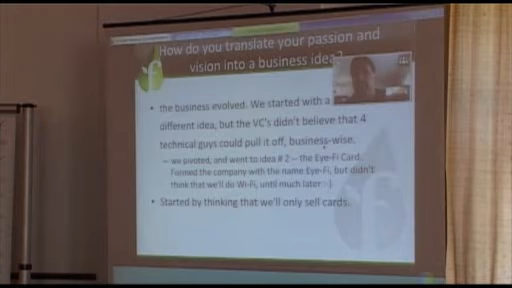 How do you translate your passion and
vision into a business idea?
• the business evolved. We started with a
different idea, but the VC's didn't believe that 4
technical guys could pull it off, business-wise.
– we pivoted, and went to idea # 2 – the Eye-Fi Card.
Formed the company with the name Eye-Fi, but didn't
think that we'll do Wi-Fi, until much later :-)
• Started by thinking that we'll only sell cards.